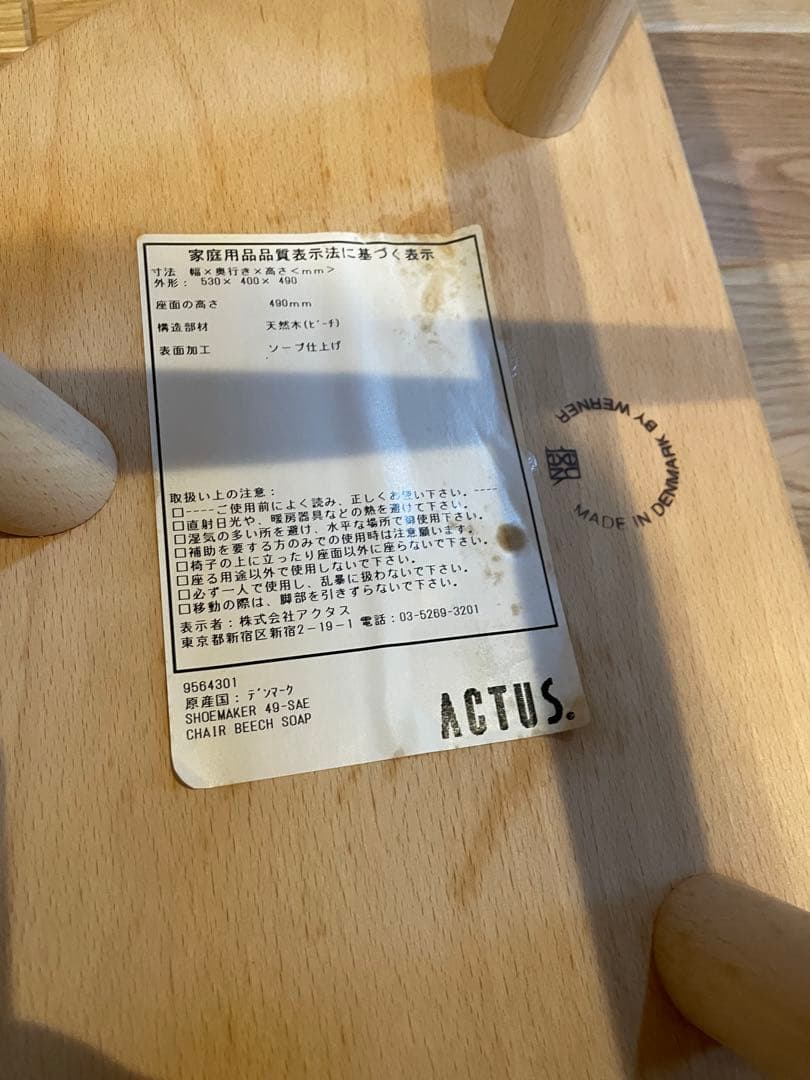 家庭用品品質表示法に基づく表示
寸法 幅×奥行き×高さ<mm>
外形: 530× 400× 490
座面の高さ 490mm
構造部材 天然木(ﾋﾞｰﾁ)
表面加工 ソープ仕上げ
取扱い上の注意:
□----ご使用前によく読み、正しくお使い下さい。----
□直射日光や、暖房器具などの熱を避けて下さい。
□湿気の多い所を避け、水平な場所で御使用下さい。
□補助を要する方のみでの使用時は注意願います。
□椅子の上に立ったり座面以外に座らないで下さい。
□座る用途以外で使用しないで下さい。
□必ず一人で使用し、乱暴に扱わないで下さい。
□移動の際は、脚部を引きずらないで下さい。
表示者:株式会社アクタス
東京都新宿区新宿2-19-1 電話:03-5269-3201
9564301
原産国:ﾃﾞﾝﾏｰｸ
SHOEMAKER 49-SAE
CHAIR BEECH SOAP
ACTUS.
MADE IN DENMARK BY WERNER